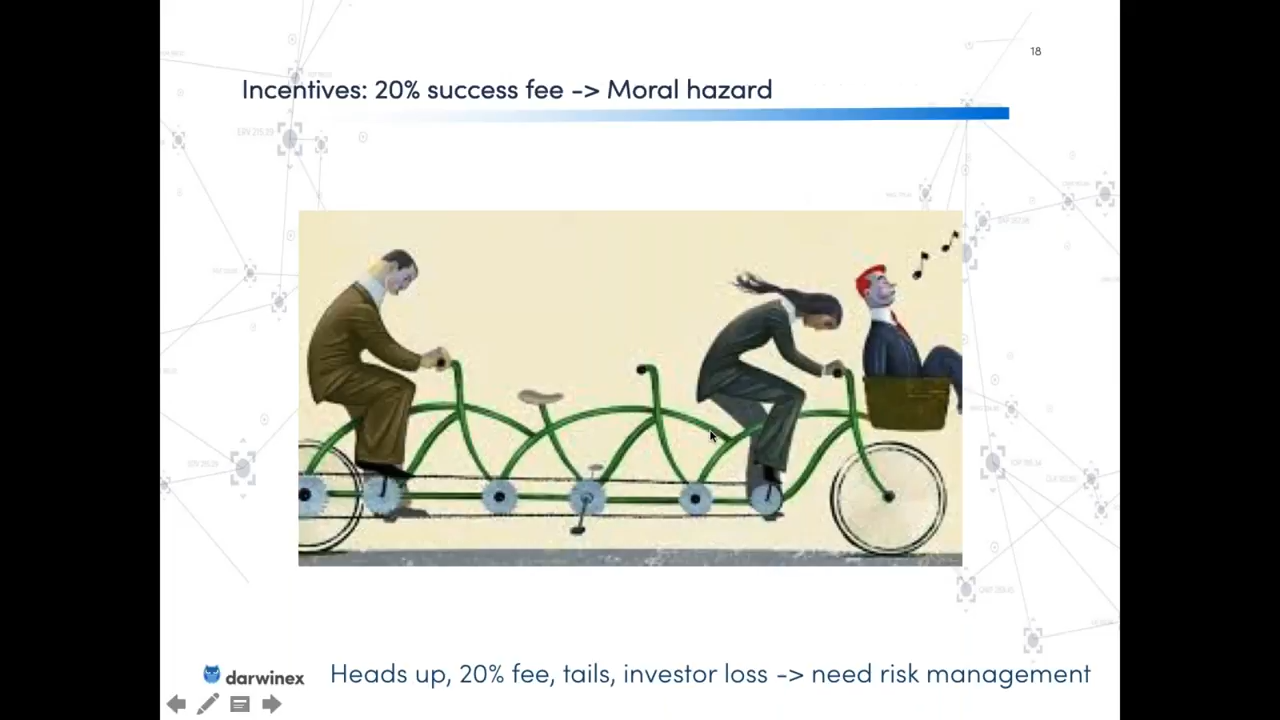 18
Incentives: 20% success fee -> Moral hazard
darwinex
Heads up, 20% fee, tails, investor loss -> need risk management